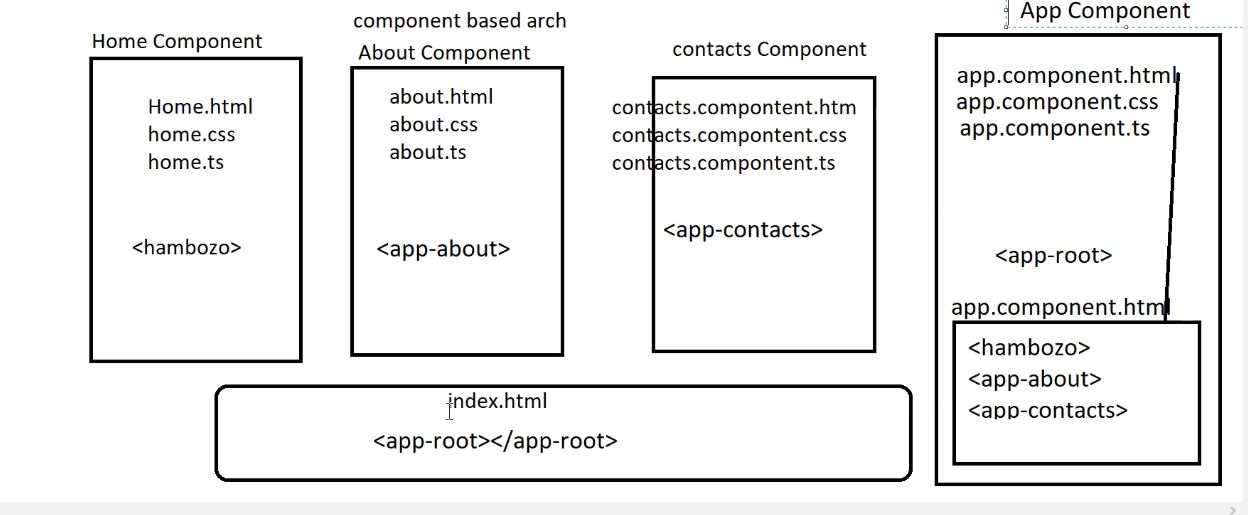 component based arch
Home Component
Home.html
home.css
home.ts
<hambozo>
About Component
about.html
about.css
about.ts
<app-about>
contacts Component
contacts.compontent.htm
contacts.compontent.css
contacts.compontent.ts
<app-contacts>
App Component
app.component.html
app.component.css
app.component.ts
<app-root>
app.component.html
<hambozo>
<app-about>
<app-contacts>
index.html
<app-root></app-root>